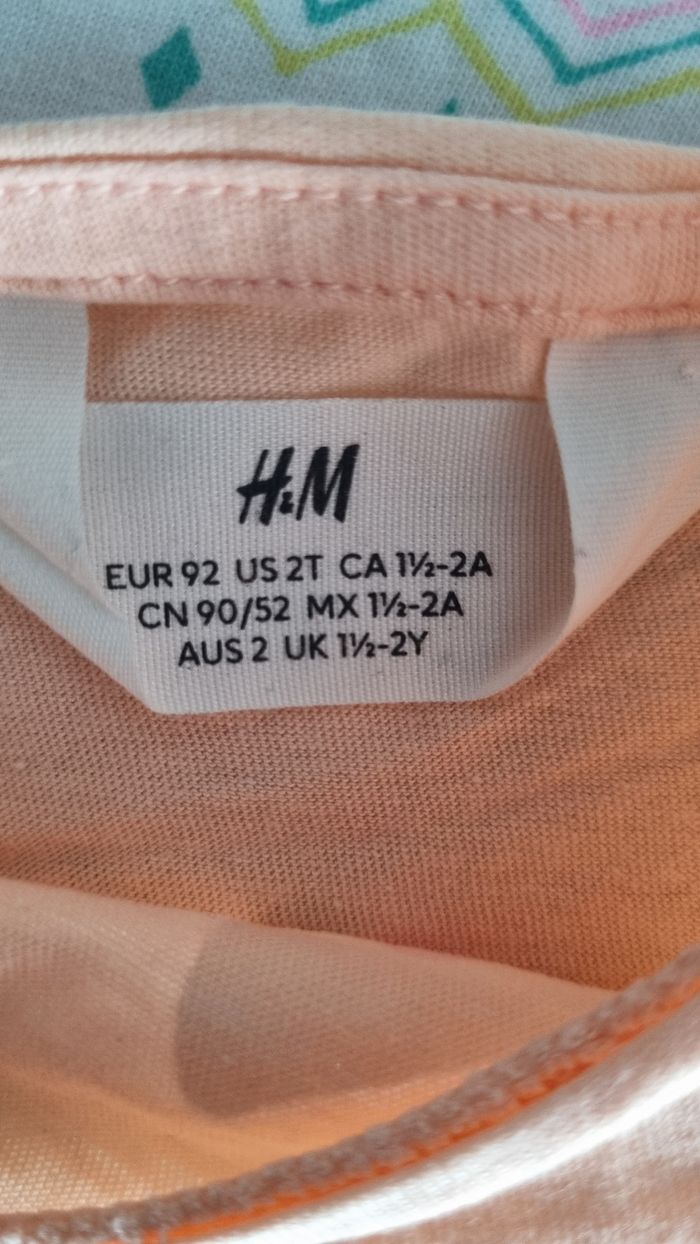 H&M
EUR 92 US 2T CA 1½-2A
CN 90/52 MX 1½-2A
AUS 2 UK 1½-2Y